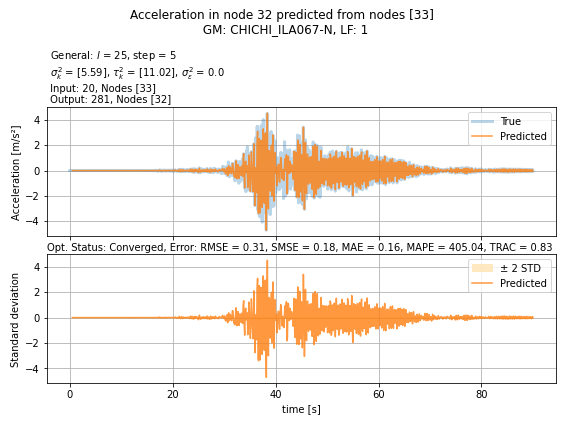 Acceleration in node 32 predicted from nodes [33]
GM: CHICHI_ILA067-N, LF: 1
General: l = 25, step = 5
σ²ₖ = [5.59], τ²ₖ = [11.02], σ²ε = 0.0
Input: 20, Nodes [33]
Output: 281, Nodes [32]
Acceleration [m/s²]
4
2
0
−2
−4
True
Predicted
Opt. Status: Converged, Error: RMSE = 0.31, SMSE = 0.18, MAE = 0.16, MAPE = 405.04, TRAC = 0.83
Standard deviation
4
2
0
−2
−4
± 2 STD
Predicted
0
20
40
60
80
time [s]